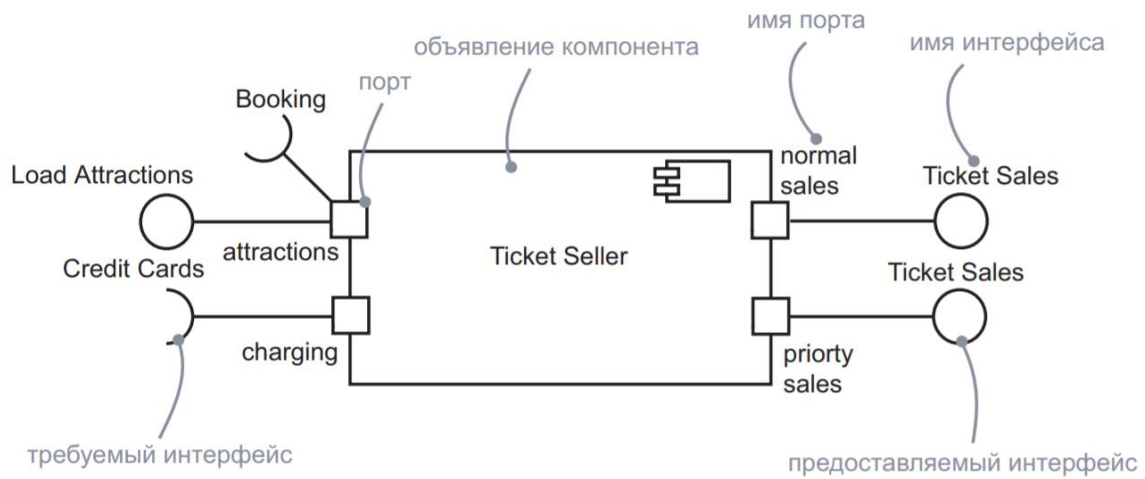 имя порта
объявление компонента
имя интерфейса
порт
Booking
normal
sales
Load Attractions
Ticket Sales
attractions
Ticket Seller
Credit Cards
Ticket Sales
charging
priorty
sales
требуемый интерфейс
предоставляемый интерфейс